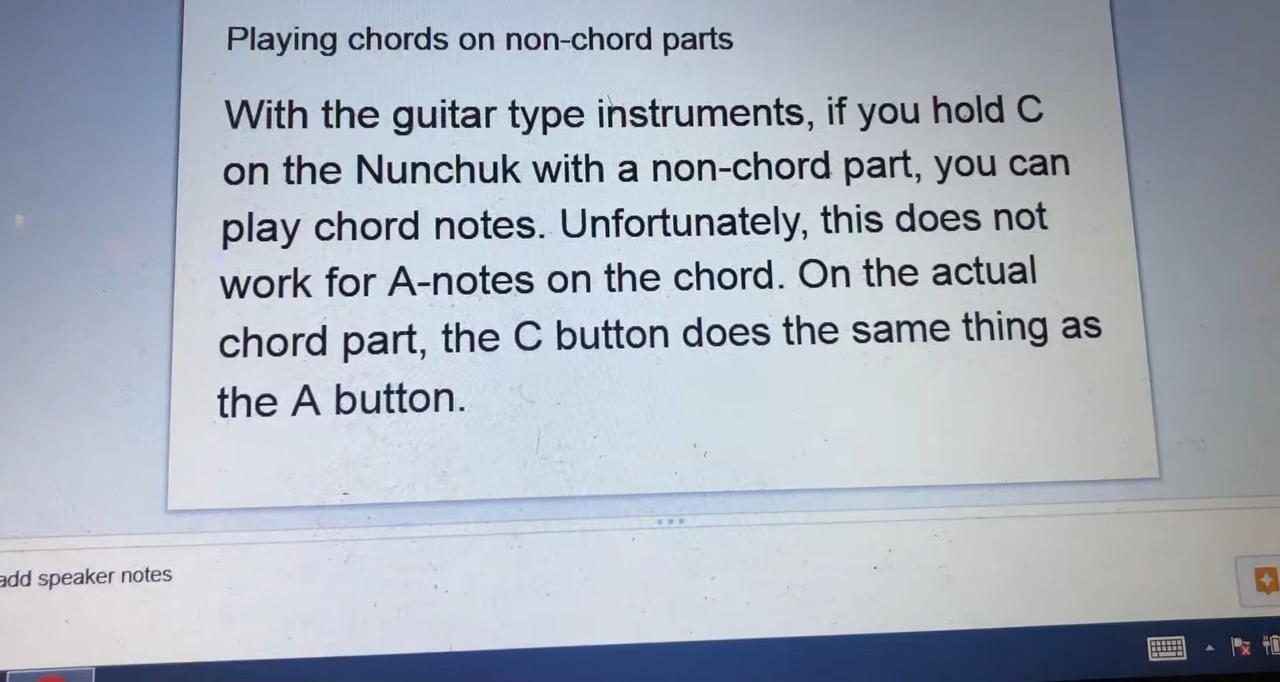 Playing chords on non-chord parts
With the guitar type instruments, if you hold C
on the Nunchuk with a non-chord part, you can
play chord notes. Unfortunately, this does not
work for A-notes on the chord. On the actual
chord part, the C button does the same thing as
the A button.
add speaker notes